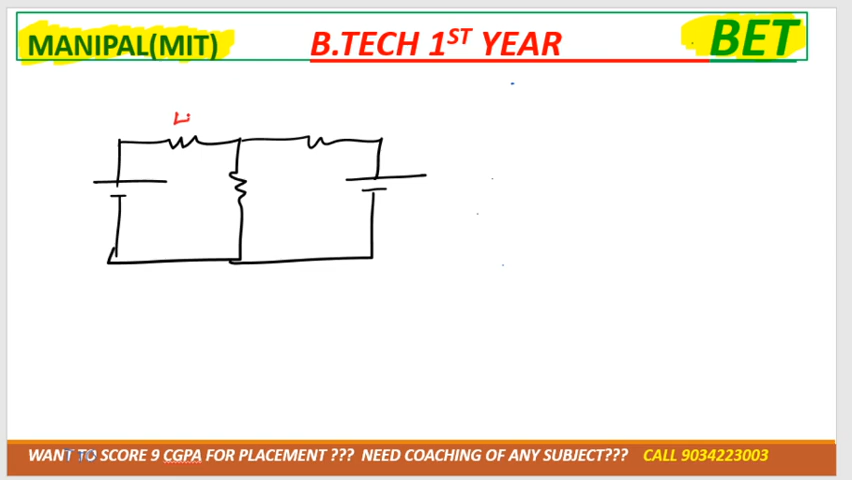 MANIPAL(MIT) B.TECH 1ST YEAR BET
WANT TO SCORE 9 CGPA FOR PLACEMENT ??? NEED COACHING OF ANY SUBJECT??? CALL 9034223003